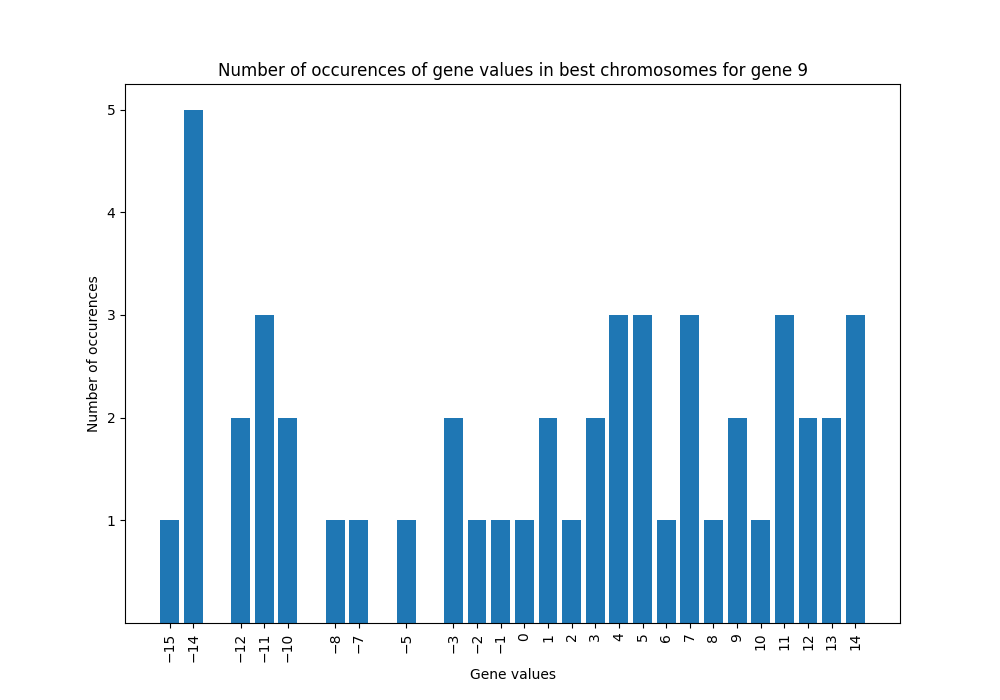 Number of occurences of gene values in best chromosomes for gene 9
5
4
3
2
1
Number of occurences
−15 −14 −12 −11 −10 −8 −7 −5 −3 −2 −1 0 1 2 3 4 5 6 7 8 9 10 11 12 13 14
Gene values